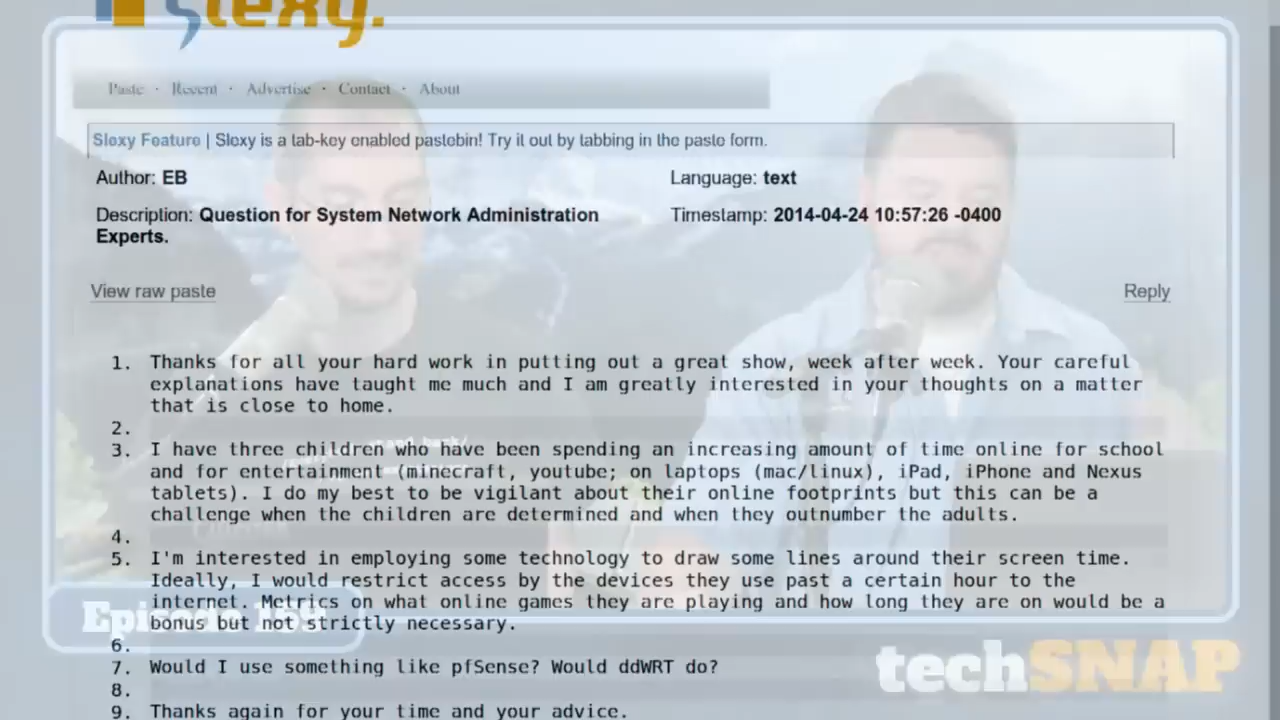 slexy.
Paste · Recent · Advertise · Contact · About
Slexy Feature | Slexy is a tab-key enabled pastebin! Try it out by tabbing in the paste form.
Author: EB
Language: text
Description: Question for System Network Administration
Experts.
Timestamp: 2014-04-24 10:57:26 -0400
View raw paste
Reply
1. Thanks for all your hard work in putting out a great show, week after week. Your careful
explanations have taught me much and I am greatly interested in your thoughts on a matter
that is close to home.
2.
3. I have three children who have been spending an increasing amount of time online for school
and for entertainment (minecraft, youtube; on laptops (mac/linux), iPad, iPhone and Nexus
tablets). I do my best to be vigilant about their online footprints but this can be a
challenge when the children are determined and when they outnumber the adults.
4.
5. I'm interested in employing some technology to draw some lines around their screen time.
Ideally, I would restrict access by the devices they use past a certain hour to the
internet. Metrics on what online games they are playing and how long they are on would be a
bonus but not strictly necessary.
6.
7. Would I use something like pfSense? Would ddWRT do?
8.
9. Thanks again for your time and your advice.
Episode 159
techSNAP